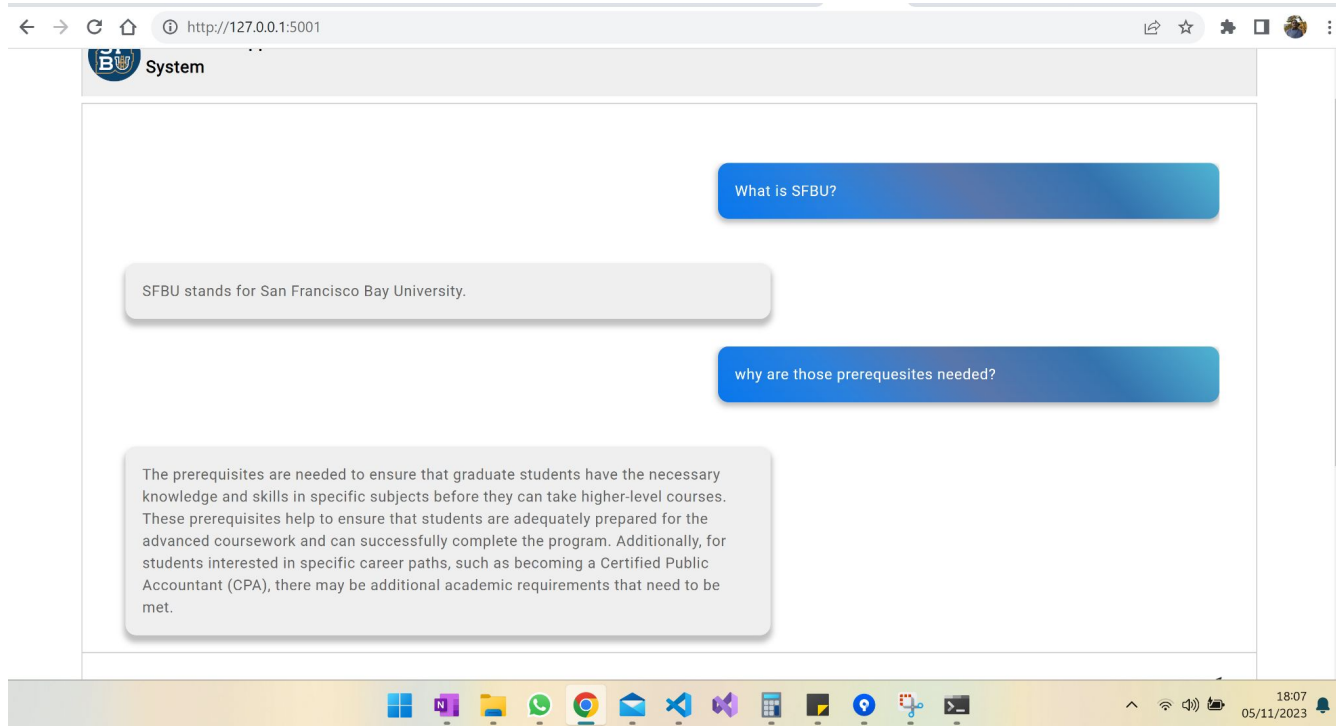 http://127.0.0.1:5001
BU
System
What is SFBU?
SFBU stands for San Francisco Bay University.
why are those prerequesites needed?
The prerequisites are needed to ensure that graduate students have the necessary
knowledge and skills in specific subjects before they can take higher-level courses.
These prerequisites help to ensure that students are adequately prepared for the
advanced coursework and can successfully complete the program. Additionally, for
students interested in specific career paths, such as becoming a Certified Public
Accountant (CPA), there may be additional academic requirements that need to be
met.
18:07
05/11/2023